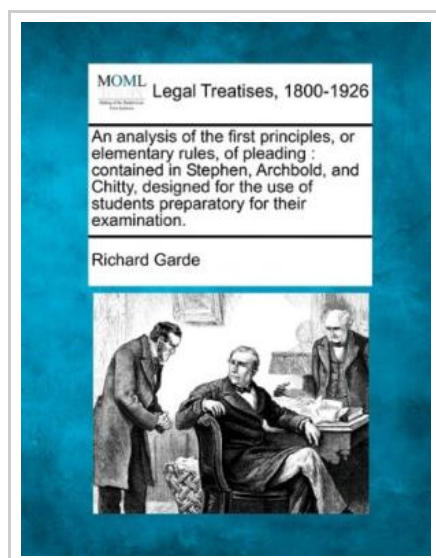 MOML
Legal Treatises, 1800-1926
An analysis of the first principles, or
elementary rules, of pleading :
contained in Stephen, Archbold, and
Chitty, designed for the use of
students preparatory for their
examination.
Richard Garde